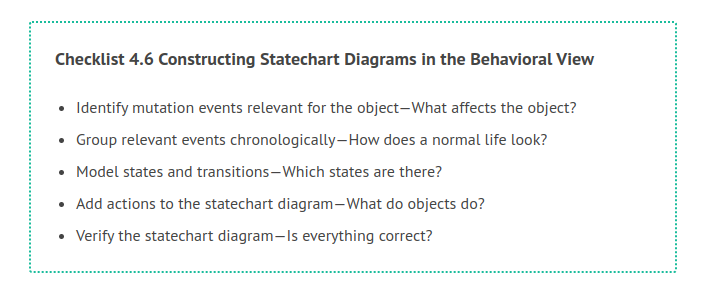 Checklist 4.6 Constructing Statechart Diagrams in the Behavioral View
• Identify mutation events relevant for the object—What affects the object?
• Group relevant events chronologically—How does a normal life look?
• Model states and transitions—Which states are there?
• Add actions to the statechart diagram—What do objects do?
• Verify the statechart diagram—Is everything correct?